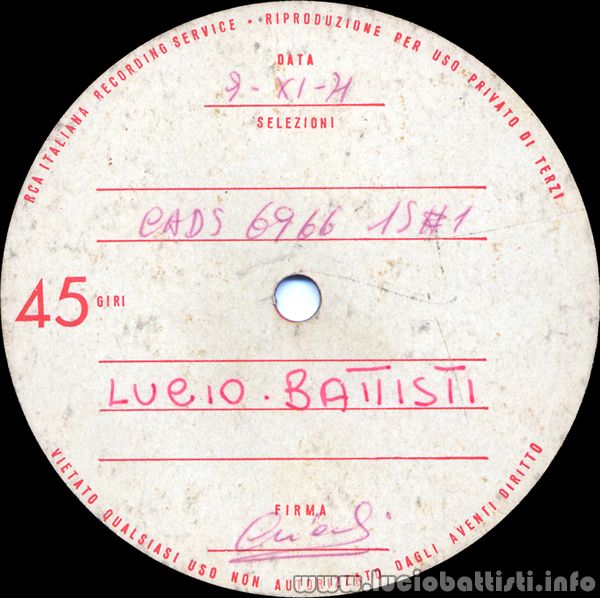 RCA ITALIANA RECORDING SERVICE • RIPRODUZIONE PER USO PRIVATO DI TERZI
DATA
9-XI-71
SELEZIONI
CADS 6966 1S#1
45 GIRI
LUCIO. BATTISTI
FIRMA
VIETATO QUALSIASI USO NON AUTORIZZATO DAGLI AVENTI DIRITTO
www.luciobattisti.info